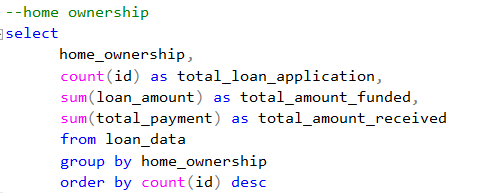 --home ownership
select
home_ownership,
count(id) as total_loan_application,
sum(loan_amount) as total_amount_funded,
sum(total_payment) as total_amount_received
from loan_data
group by home_ownership
order by count(id) desc